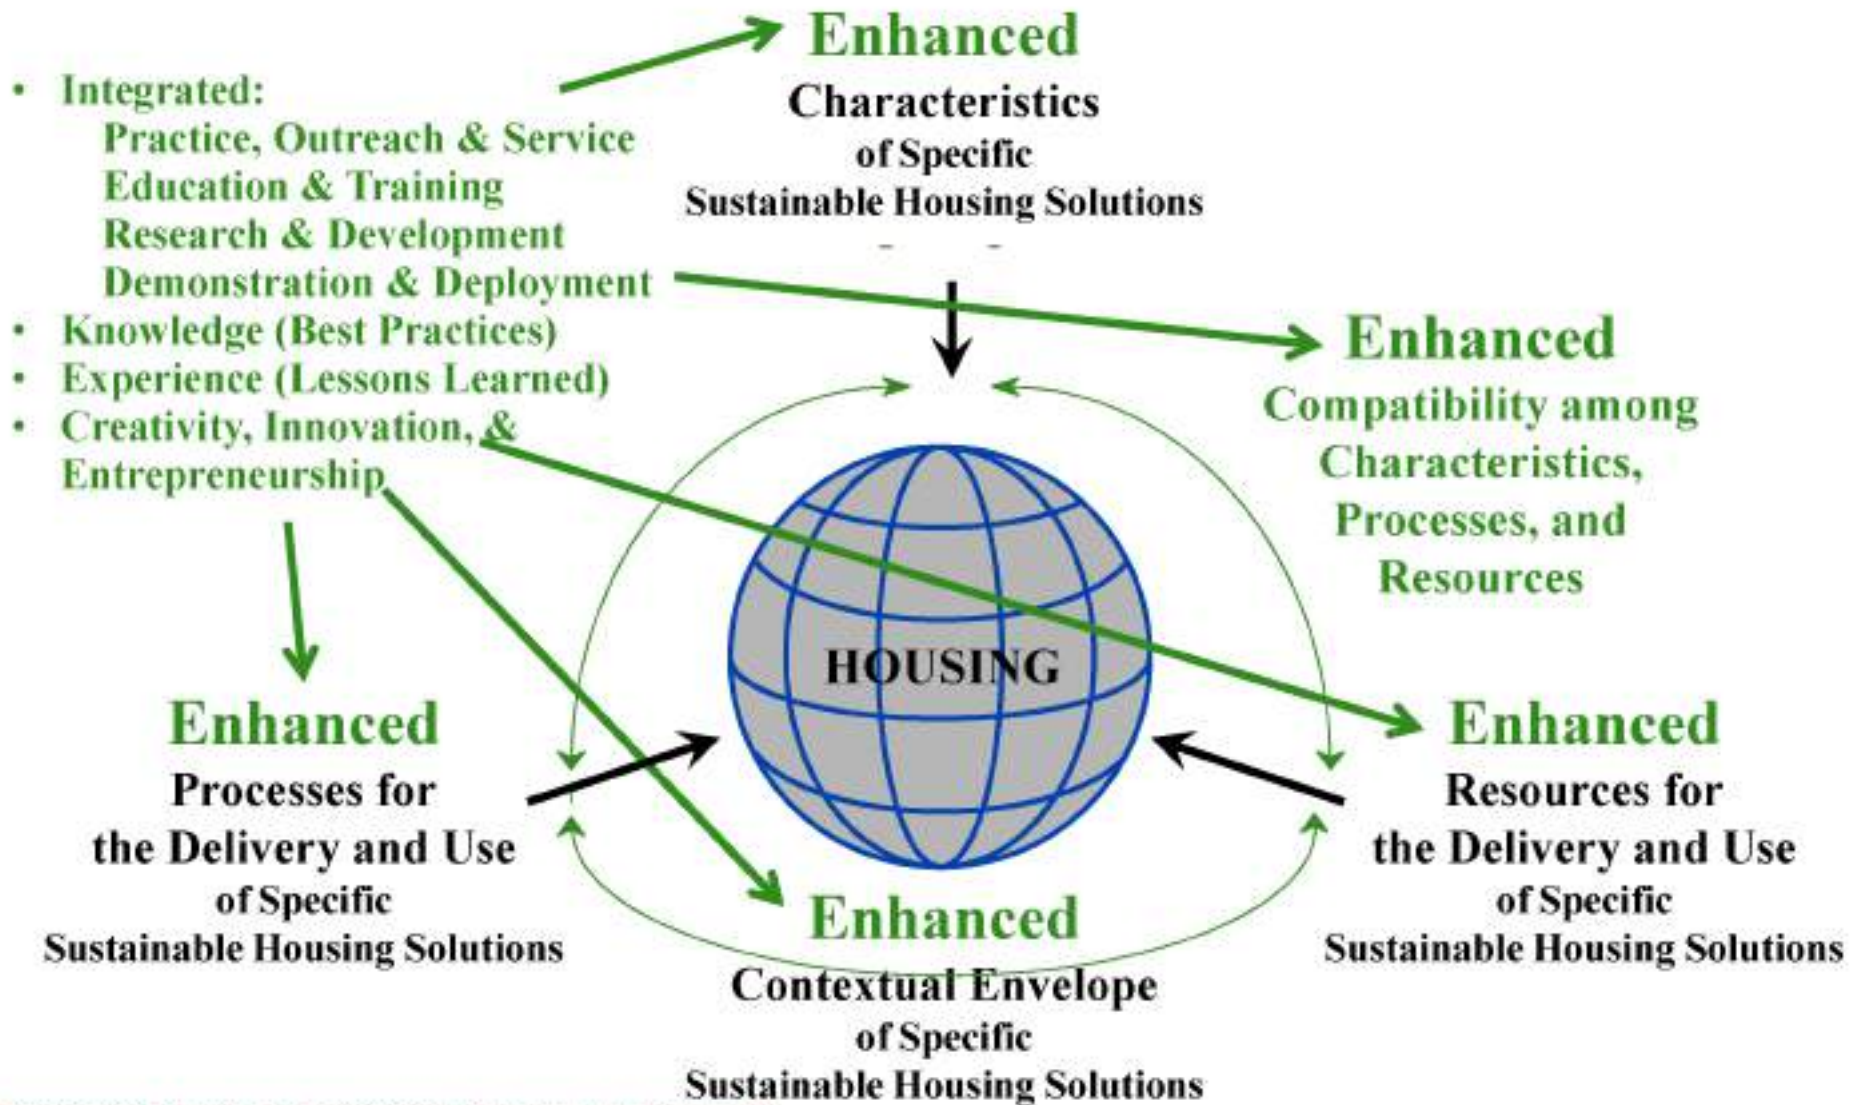 • Integrated:
Practice, Outreach & Service
Education & Training
Research & Development
Demonstration & Deployment
• Knowledge (Best Practices)
• Experience (Lessons Learned)
• Creativity, Innovation, &
Entrepreneurship
Enhanced
Characteristics
of Specific
Sustainable Housing Solutions
Enhanced
Compatibility among
Characteristics,
Processes, and
Resources
HOUSING
Enhanced
Processes for
the Delivery and Use
of Specific
Sustainable Housing Solutions
Enhanced
Contextual Envelope
of Specific
Sustainable Housing Solutions
Enhanced
Resources for
the Delivery and Use
of Specific
Sustainable Housing Solutions